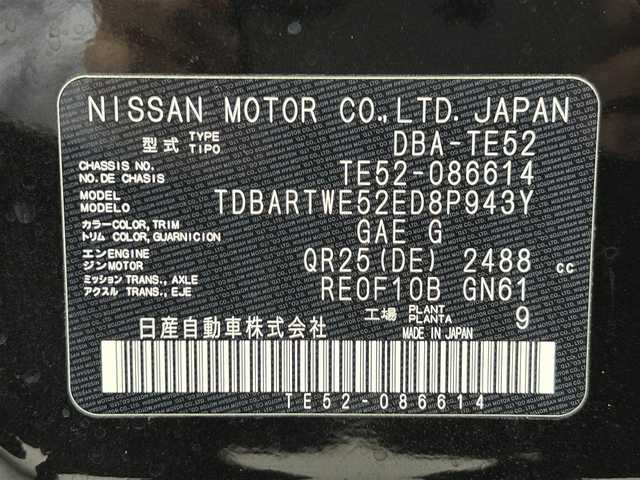 NISSAN MOTOR CO.,LTD. JAPAN
型式 TYPE TIPO DBA-TE52
CHASSIS NO. NO.DE CHASIS TE52-086614
MODEL MODELO TDBARTWE52ED8P943Y
カラー COLOR, TRIM トリム COLOR, GUARNICION GAE G
エンジン ENGINE MOTOR QR25(DE) 2488 cc
ミッション TRANS., AXLE アクスル TRANS., EJE RE0F10B GN61
工場 PLANT PLANTA 9
日産自動車株式会社 MADE IN JAPAN
TE52-086614